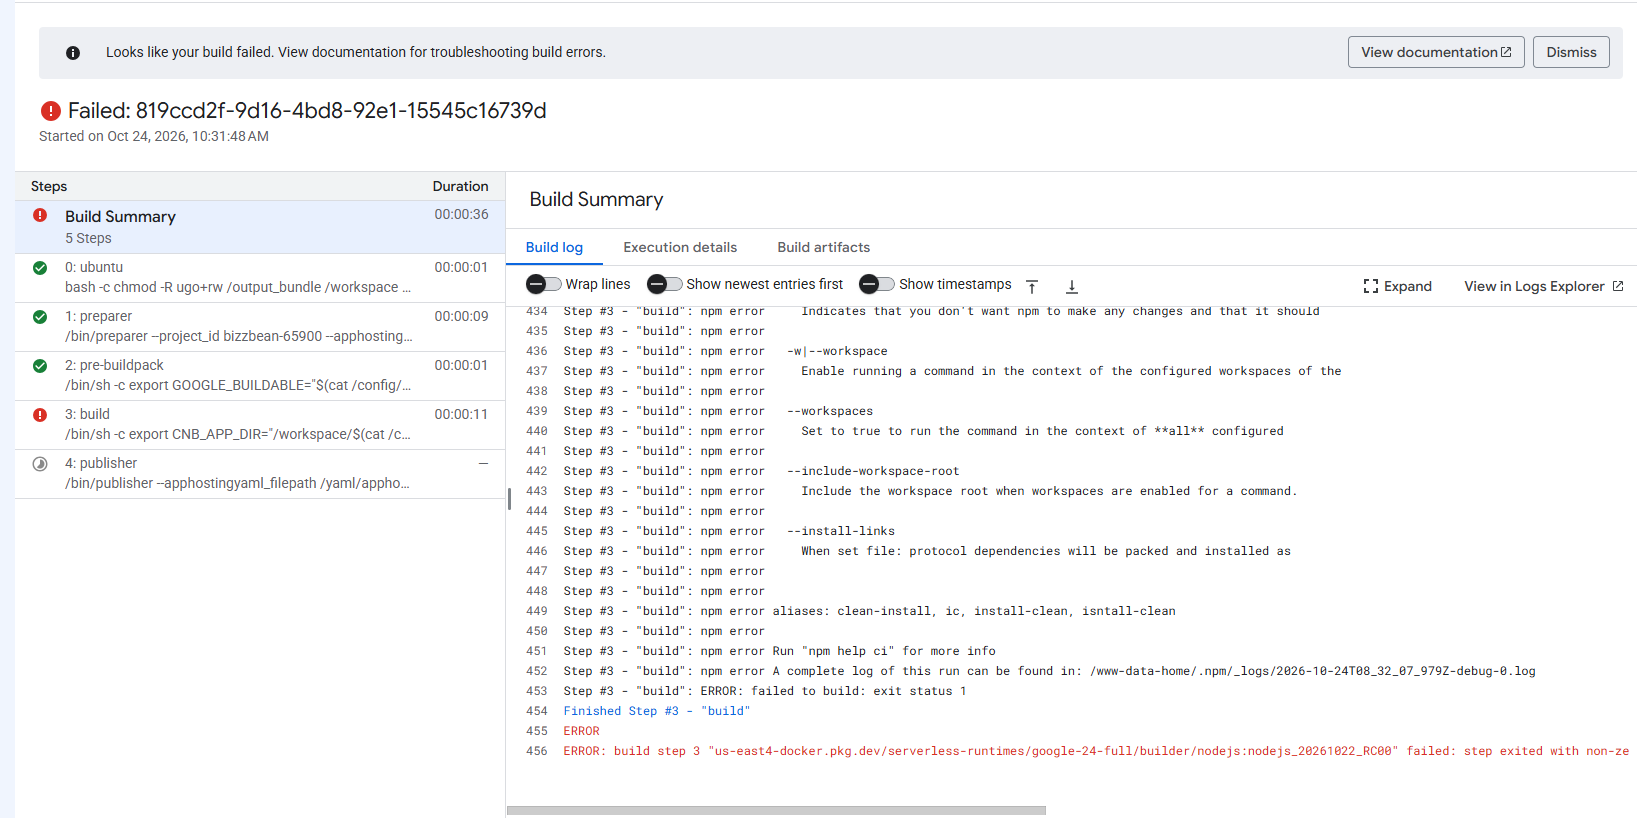 Looks like your build failed. View documentation for troubleshooting build errors.
View documentation
Dismiss
Failed: 819ccd2f-9d16-4bd8-92e1-15545c16739d
Started on Oct 24, 2026, 10:31:48 AM
Steps
Duration
Build Summary
00:00:36
5 Steps
0: ubuntu
00:00:01
bash -c chmod -R ugo+rw /output_bundle /workspace ...
1: preparer
00:00:09
/bin/preparer --project_id bizzbean-65900 --apphosting...
2: pre-buildpack
00:00:01
/bin/sh -c export GOOGLE_BUILDABLE="$(cat /config/...
3: build
00:00:11
/bin/sh -c export CNB_APP_DIR="/workspace/$(cat /c...
4: publisher
—
/bin/publisher --apphostingyaml_filepath /yaml/appho...
Build Summary
Build log
Execution details
Build artifacts
Wrap lines
Show newest entries first
Show timestamps
Expand
View in Logs Explorer
434 Step #3 - "build": npm error     Indicates that you don't want npm to make any changes and that it should
435 Step #3 - "build": npm error
436 Step #3 - "build": npm error   -w|--workspace
437 Step #3 - "build": npm error     Enable running a command in the context of the configured workspaces of the
438 Step #3 - "build": npm error
439 Step #3 - "build": npm error   --workspaces
440 Step #3 - "build": npm error     Set to true to run the command in the context of **all** configured
441 Step #3 - "build": npm error
442 Step #3 - "build": npm error   --include-workspace-root
443 Step #3 - "build": npm error     Include the workspace root when workspaces are enabled for a command.
444 Step #3 - "build": npm error
445 Step #3 - "build": npm error   --install-links
446 Step #3 - "build": npm error     When set file: protocol dependencies will be packed and installed as
447 Step #3 - "build": npm error
448 Step #3 - "build": npm error
449 Step #3 - "build": npm error aliases: clean-install, ic, install-clean, isntall-clean
450 Step #3 - "build": npm error
451 Step #3 - "build": npm error Run "npm help ci" for more info
452 Step #3 - "build": npm error A complete log of this run can be found in: /www-data-home/.npm/_logs/2026-10-24T08_32_07_979Z-debug-0.log
453 Step #3 - "build": ERROR: failed to build: exit status 1
454 Finished Step #3 - "build"
455 ERROR
456 ERROR: build step 3 "us-east4-docker.pkg.dev/serverless-runtimes/google-24-full/builder/nodejs:nodejs_20261022_RC00" failed: step exited with non-ze